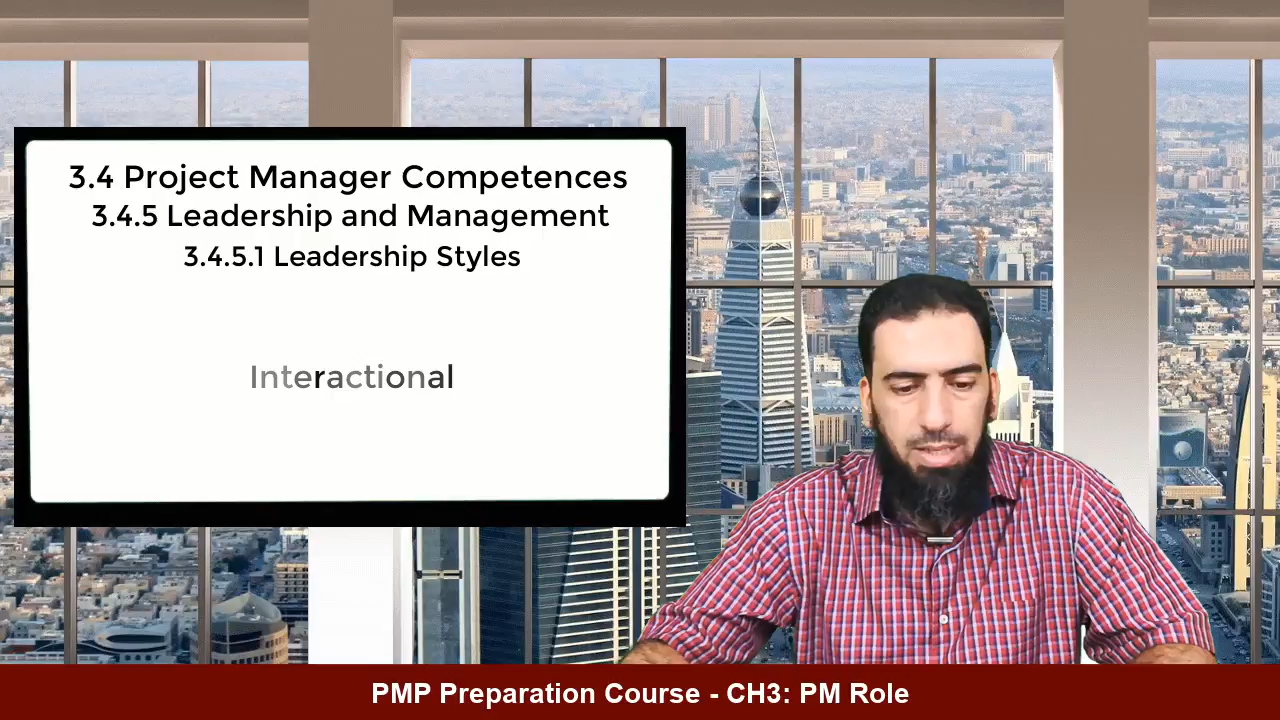 3.4 Project Manager Competences
3.4.5 Leadership and Management
3.4.5.1 Leadership Styles
Interactional
PMP Preparation Course - CH3: PM Role